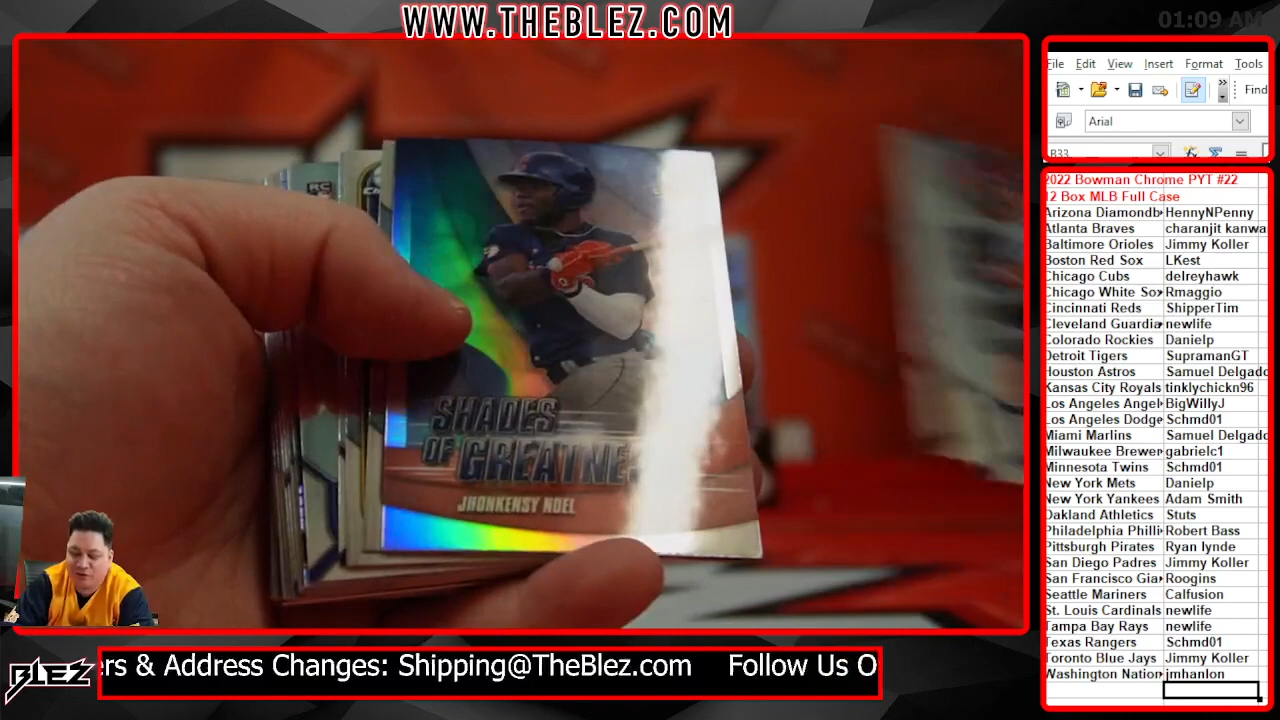 WWW.THEBLEZ.COM
01:09 AM
File Edit View Insert Format Tools
Find
Arial
B33
2022 Bowman Chrome PYT #22
12 Box MLB Full Case
Arizona Diamondb HennyNPenny
Atlanta Braves charanjit kanwa
Baltimore Orioles Jimmy Koller
Boston Red Sox LKest
Chicago Cubs delreyhawk
Chicago White Sox Rmaggio
Cincinnati Reds ShipperTim
Cleveland Guardia newlife
Colorado Rockies Danielp
Detroit Tigers SupramanGT
Houston Astros Samuel Delgado
Kansas City Royals tinklychickn96
Los Angeles Angel BigWillyJ
Los Angeles Dodge Schmd01
Miami Marlins Samuel Delgado
Milwaukee Brewer gabrielc1
Minnesota Twins Schmd01
New York Mets Danielp
New York Yankees Adam Smith
Oakland Athletics Stuts
Philadelphia Philli Robert Bass
Pittsburgh Pirates Ryan lynde
San Diego Padres Jimmy Koller
San Francisco Gia Roogins
Seattle Mariners Calfusion
St. Louis Cardinals newlife
Tampa Bay Rays newlife
Texas Rangers Schmd01
Toronto Blue Jays Jimmy Koller
Washington Nation jmhanlon
RC
SHADES
OF GREATNE
JHONKENSY NOEL
BLEZ
ers & Address Changes: Shipping@TheBlez.com Follow Us O